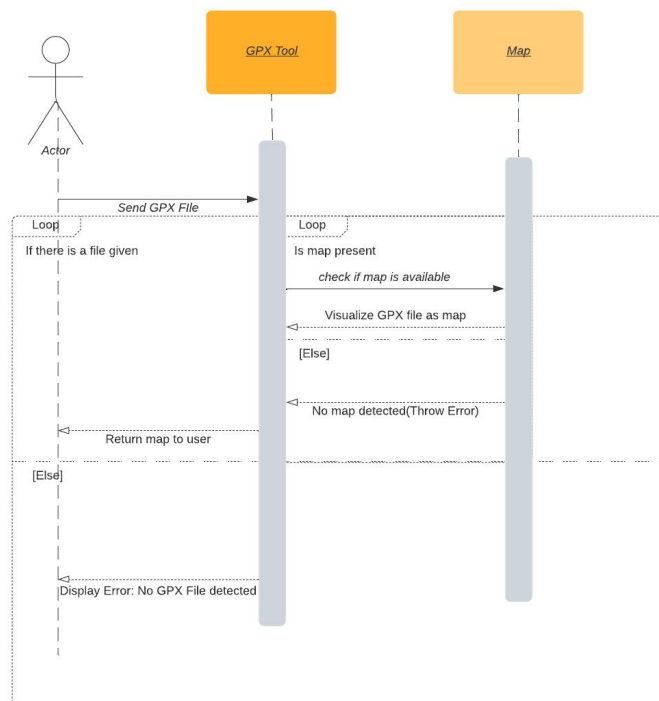 GPX Tool
Map
Actor
Send GPX FIle
Loop
Loop
If there is a file given
Is map present
check if map is available
Visualize GPX file as map
[Else]
No map detected(Throw Error)
Return map to user
[Else]
Display Error: No GPX File detected